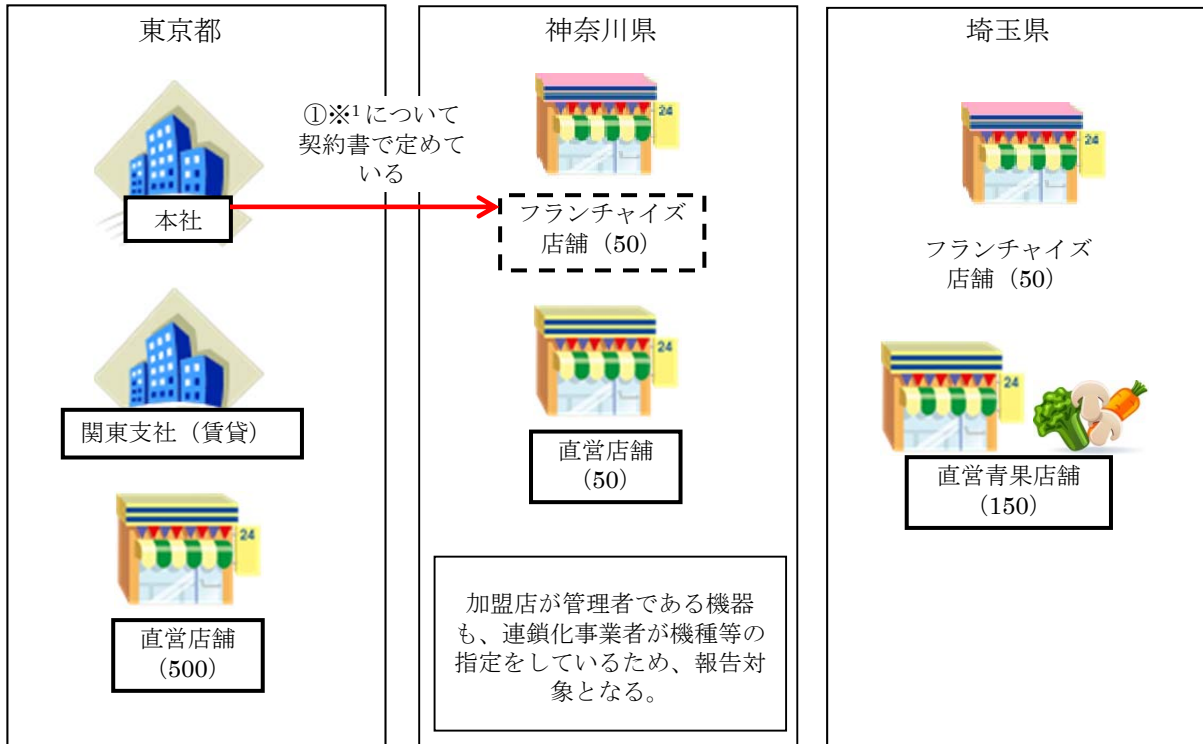 東京都
①※1について
契約書で定めて
いる
本社
関東支社（賃貸）
24
直営店舗
（500）
神奈川県
24
フランチャイズ
店舗（50）
24
直営店舗
（50）
加盟店が管理者である機器
も、連鎖化事業者が機種等の
指定をしているため、報告対
象となる。
埼玉県
24
フランチャイズ
店舗（50）
24
直営青果店舗
（150）